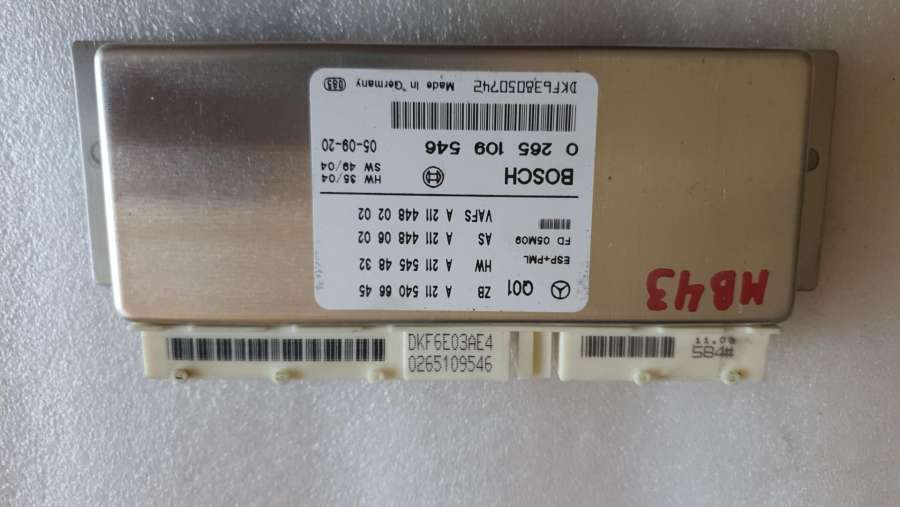 Q01 ZB A 211 540 66 45
ESP+PML HW A 211 545 48 32
FD 05M09 AS A 211 448 06 02
VAFS A 211 448 02 02
BOSCH HW 35/04
SW 49/04
0 265 109 546 05-09-20
DKF638050742 Made in Germany 083
MB43
DKF6E03AE4
0265109546
11.03
584#